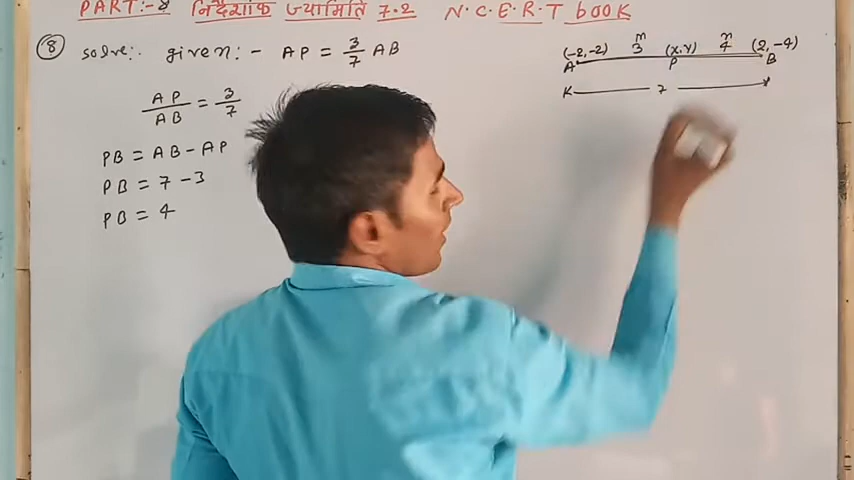 PART:-8 निर्देशांक ज्यामिति 7.2 N.C.E.R.T book
⑧ solve:. given:- AP = 3/7 AB
AP/AB = 3/7
PB = AB - AP
PB = 7 - 3
PB = 4
m n
(-2,-2) 3 (x,y) 4 (2,-4)
A P B
7